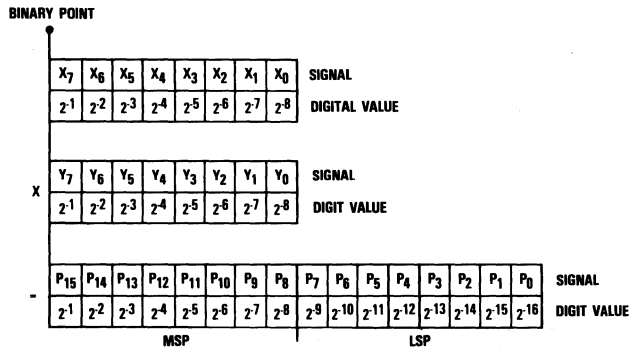 BINARY POINT
X7 X6 X5 X4 X3 X2 X1 X0 SIGNAL
2-1 2-2 2-3 2-4 2-5 2-6 2-7 2-8 DIGITAL VALUE
Y7 Y6 Y5 Y4 Y3 Y2 Y1 Y0 SIGNAL
X
2-1 2-2 2-3 2-4 2-5 2-6 2-7 2-8 DIGIT VALUE
P15 P14 P13 P12 P11 P10 P9 P8 P7 P6 P5 P4 P3 P2 P1 P0 SIGNAL
-
2-1 2-2 2-3 2-4 2-5 2-6 2-7 2-8 2-9 2-10 2-11 2-12 2-13 2-14 2-15 2-16 DIGIT VALUE
MSP LSP